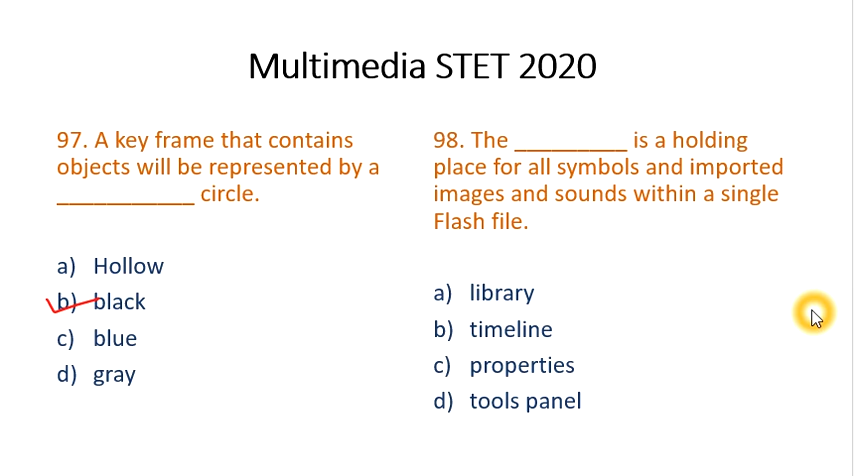 Multimedia STET 2020
97. A key frame that contains
objects will be represented by a
___________ circle.
a) Hollow
b) black
c) blue
d) gray
98. The _________ is a holding
place for all symbols and imported
images and sounds within a single
Flash file.
a) library
b) timeline
c) properties
d) tools panel